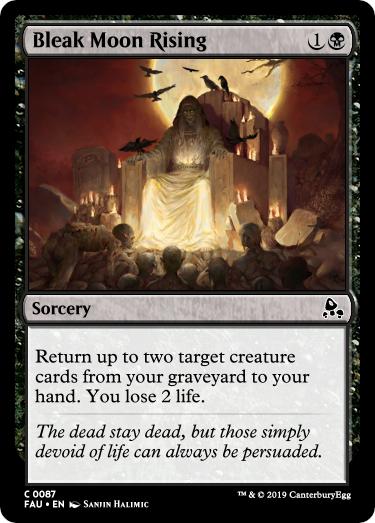 Bleak Moon Rising 1
Sorcery
Return up to two target creature
cards from your graveyard to your
hand. You lose 2 life.
The dead stay dead, but those simply
devoid of life can always be persuaded.
C 0087
FAU • EN SANJIN HALIMIC
™ & © 2019 CanterburyEgg